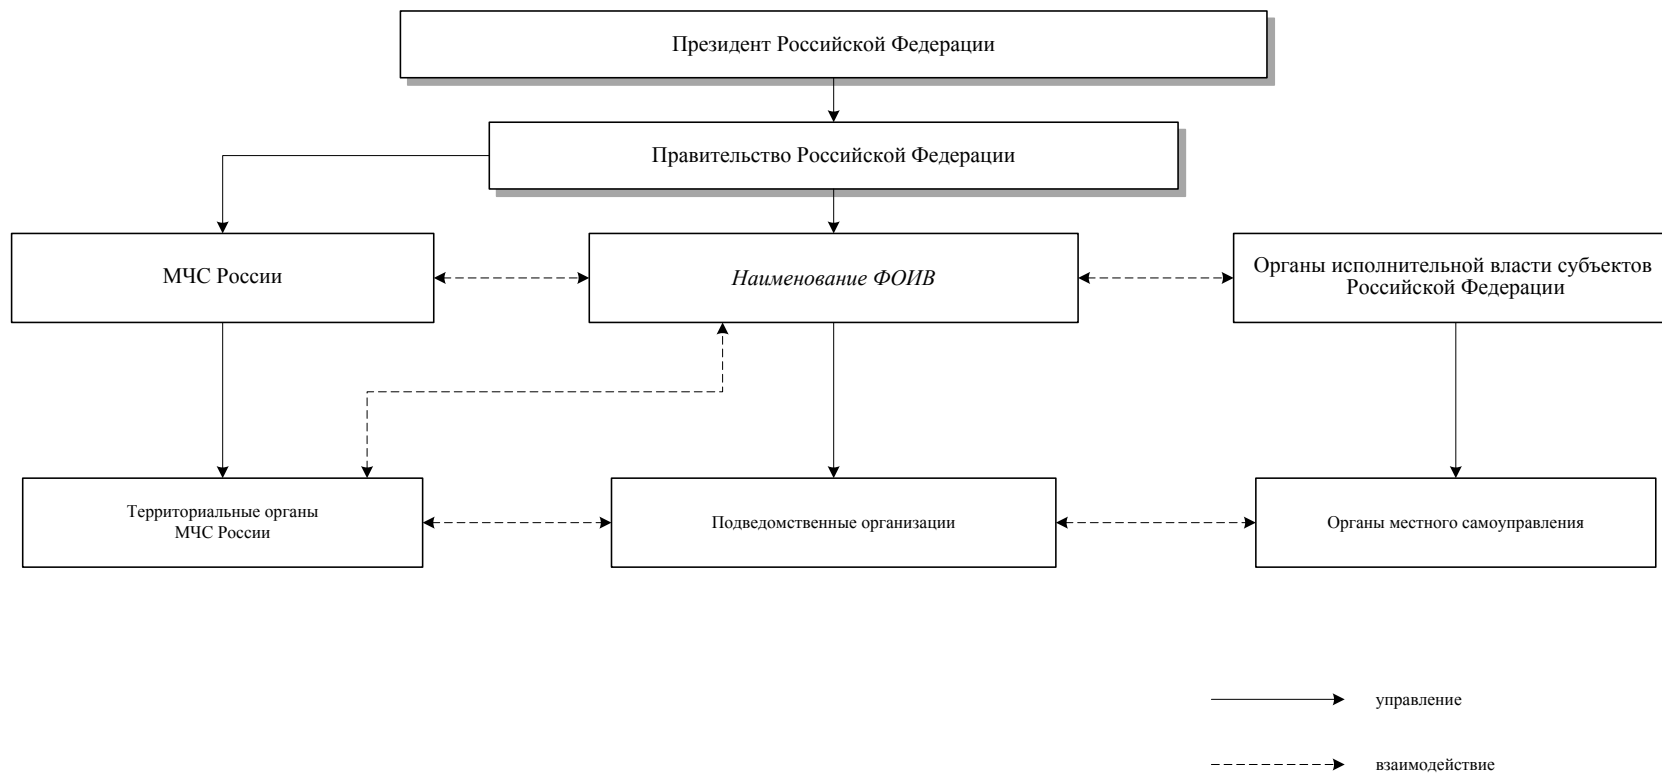 Президент Российской Федерации
Правительство Российской Федерации
МЧС России
Наименование ФОИВ
Органы исполнительной власти субъектов
Российской Федерации
Территориальные органы
МЧС России
Подведомственные организации
Органы местного самоуправления
управление
взаимодействие